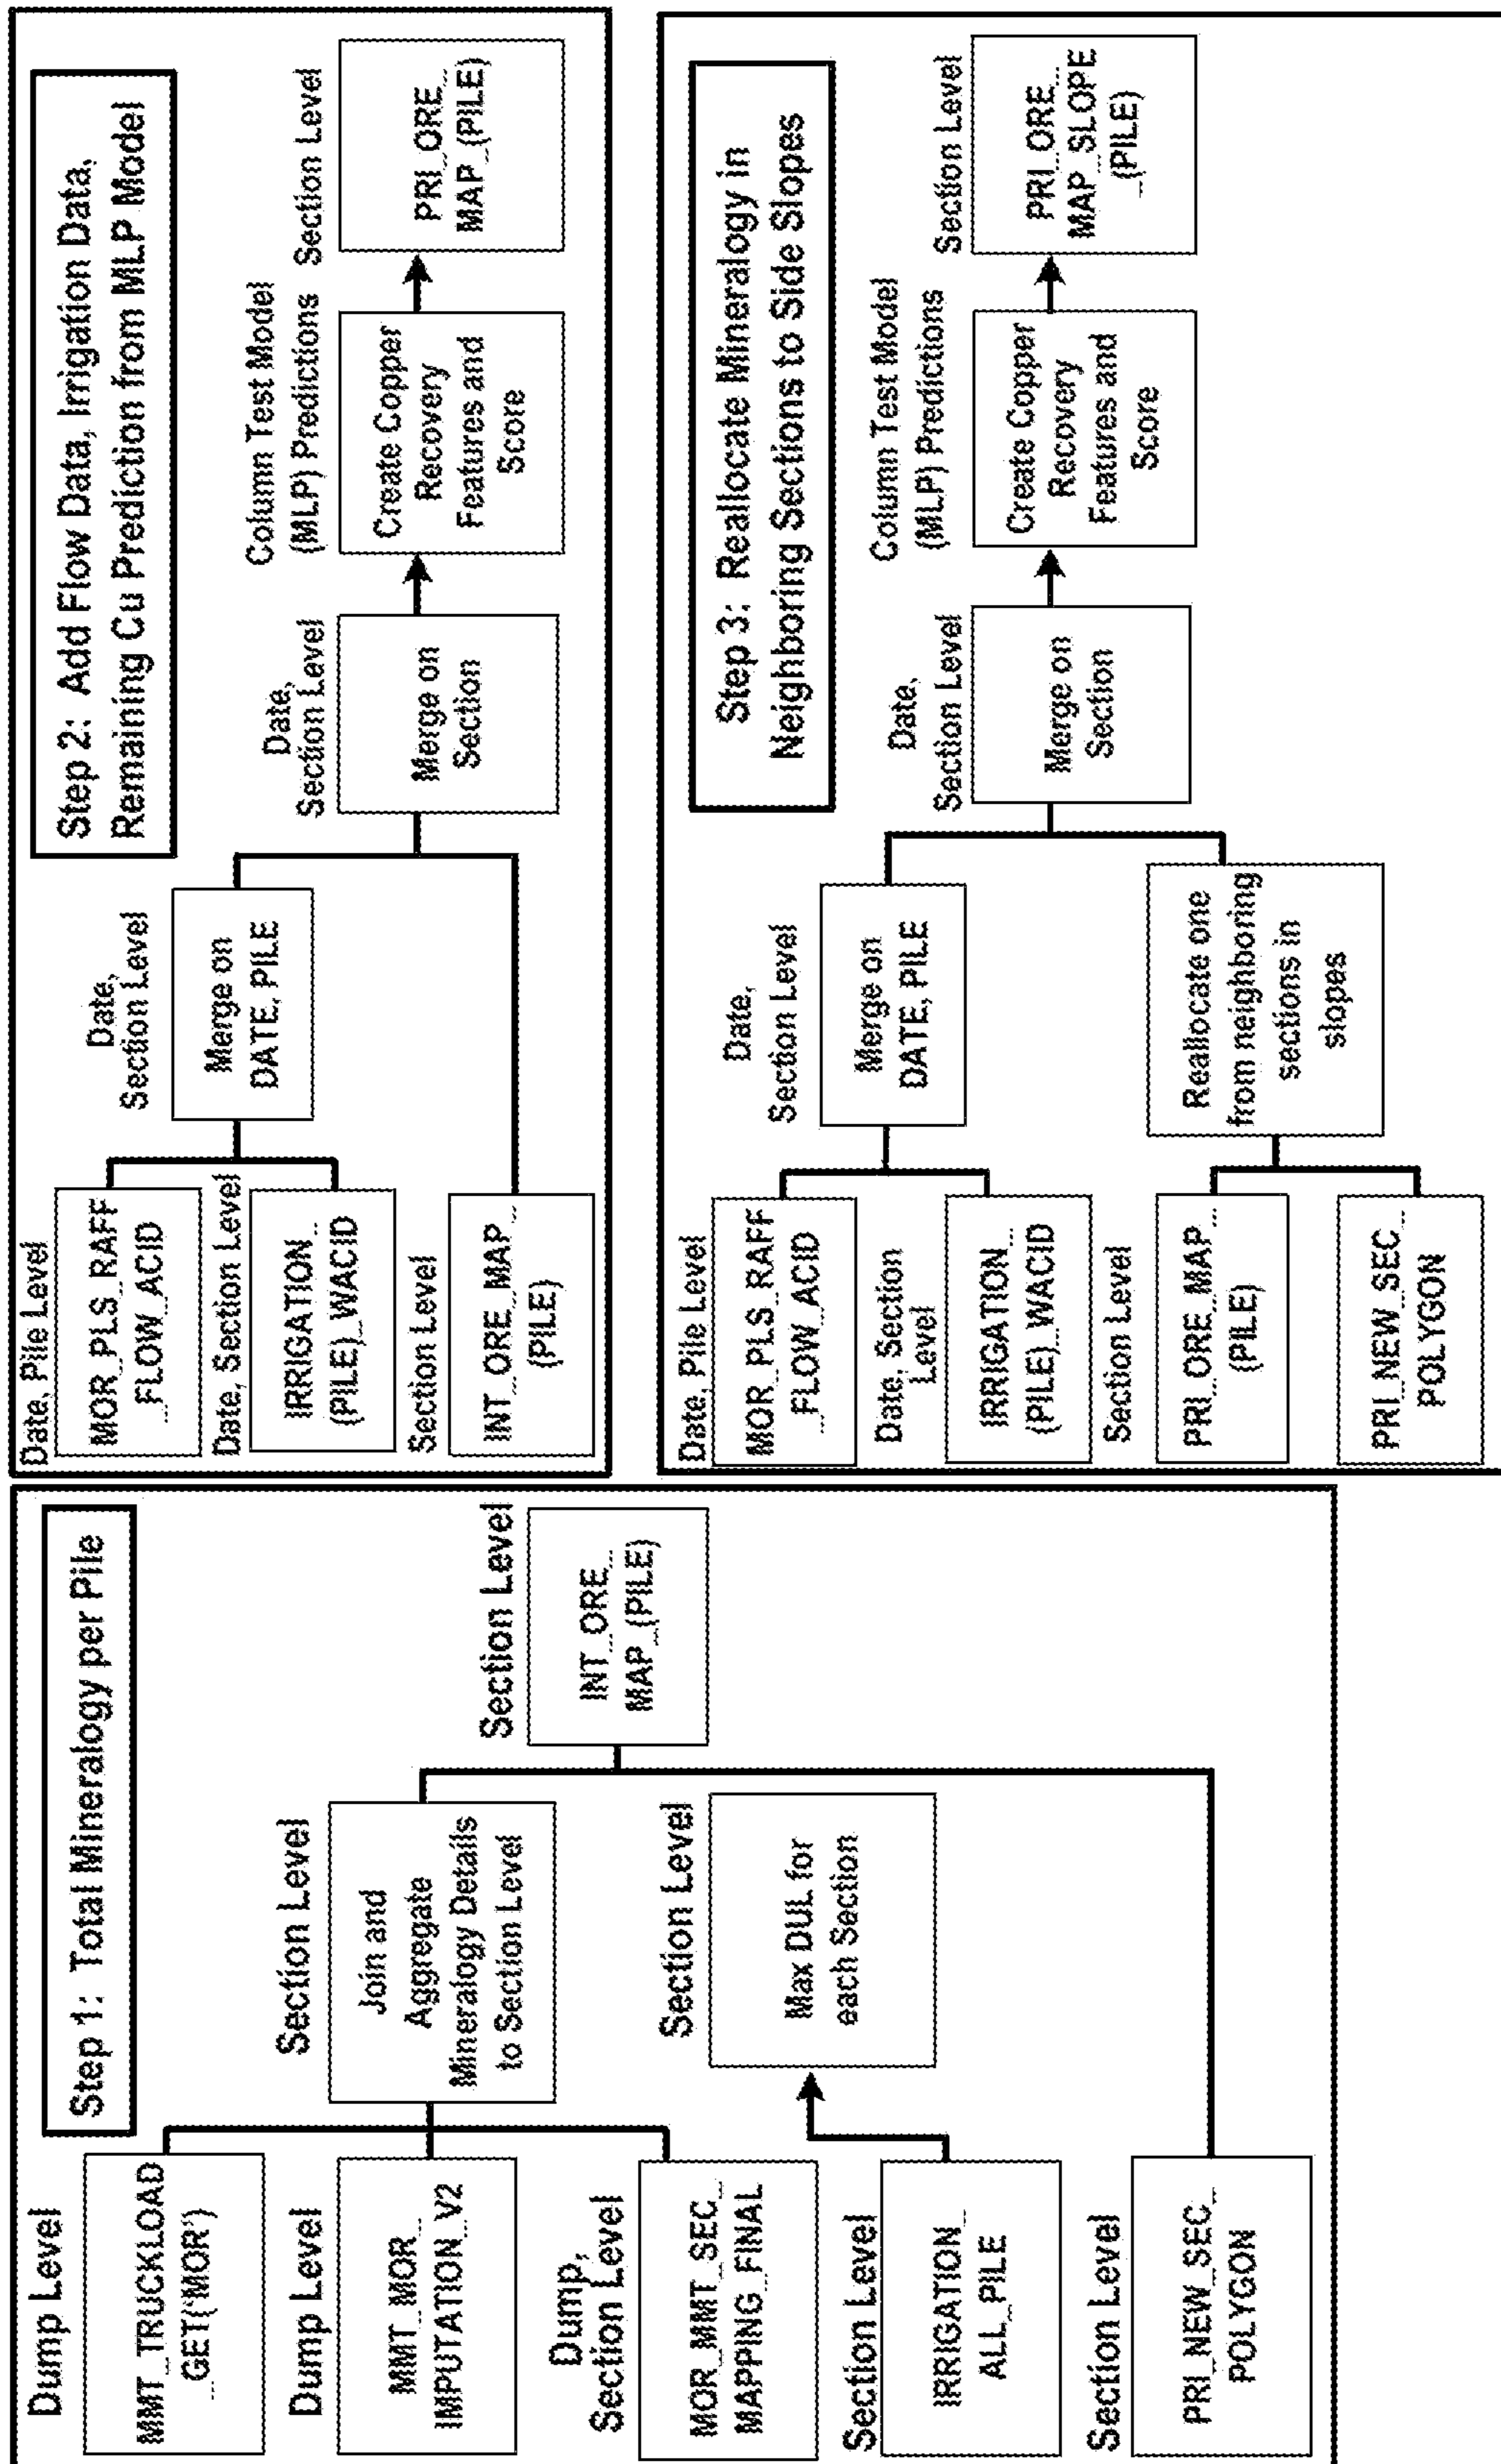 Step 1: Total Mineralogy per Pile
Dump Level
MMT_TRUCKLOAD
_GET('MOR')
Dump Level
MMT_MOR_
IMPUTATION_V2
Dump,
Section Level
MOR_MMT_SEC_
MAPPING_FINAL
Section Level
IRRIGATION_
ALL_PILE
Section Level
PRI_NEW_SEC_
POLYGON
Section Level
Join and
Aggregate
Mineralogy Details
to Section Level
Section Level
Max DUL for
each Section
Section Level
INT_ORE_
MAP_(PILE)
Step 2: Add Flow Data, Irrigation Data,
Remaining Cu Prediction from MLP Model
Date, Pile Level
MOR_PLS_RAFF
_FLOW_ACID
Date, Section Level
IRRIGATION_
(PILE)_WACID
Section Level
INT_ORE_MAP_
(PILE)
Date,
Section Level
Merge on
DATE, PILE
Date,
Section Level
Merge on
Section
Column Test Model
(MLP) Predictions
Create Copper
Recovery
Features and
Score
Section Level
PRI_ORE_
MAP_(PILE)
Step 3: Reallocate Mineralogy in
Neighboring Sections to Side Slopes
Date, Pile Level
MOR_PLS_RAFF
_FLOW_ACID
Date, Section
Level
IRRIGATION_
(PILE)_WACID
Section Level
PRI_ORE_MAP_
(PILE)
PRI_NEW_SEC_
POLYGON
Date,
Section Level
Merge on
DATE, PILE
Reallocate one
from neighboring
sections in
slopes
Date,
Section Level
Merge on
Section
Column Test Model
(MLP) Predictions
Create Copper
Recovery
Features and
Score
Section Level
PRI_ORE_
MAP_SLOPE
_(PILE)